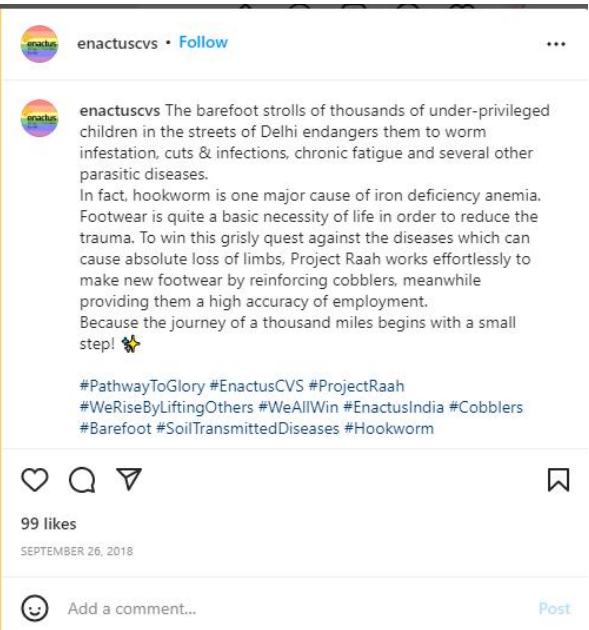 enactus
enactuscvs • Follow
enactus
enactuscvs The barefoot strolls of thousands of under-privileged
children in the streets of Delhi endangers them to worm
infestation, cuts & infections, chronic fatigue and several other
parasitic diseases.
In fact, hookworm is one major cause of iron deficiency anemia.
Footwear is quite a basic necessity of life in order to reduce the
trauma. To win this grisly quest against the diseases which can
cause absolute loss of limbs, Project Raah works effortlessly to
make new footwear by reinforcing cobblers, meanwhile
providing them a high accuracy of employment.
Because the journey of a thousand miles begins with a small
step! ✨
#PathwayToGlory #EnactusCVS #ProjectRaah
#WeRiseByLiftingOthers #WeAllWin #EnactusIndia #Cobblers
#Barefoot #SoilTransmittedDiseases #Hookworm
99 likes
SEPTEMBER 26, 2018
Add a comment...
Post